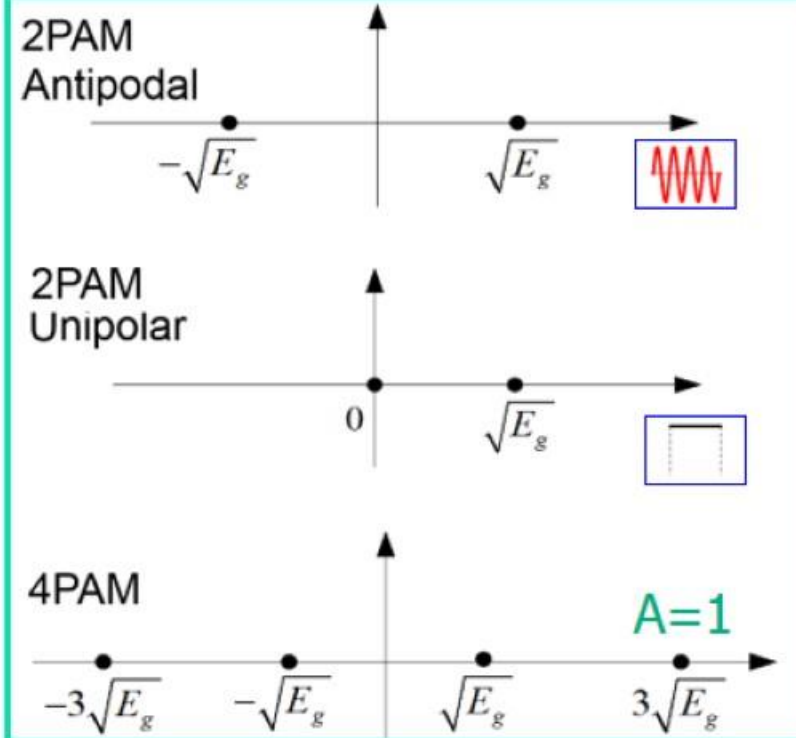 2PAM
Antipodal
−√E_g √E_g
2PAM
Unipolar
0 √E_g
4PAM
A=1
−3√E_g −√E_g √E_g 3√E_g